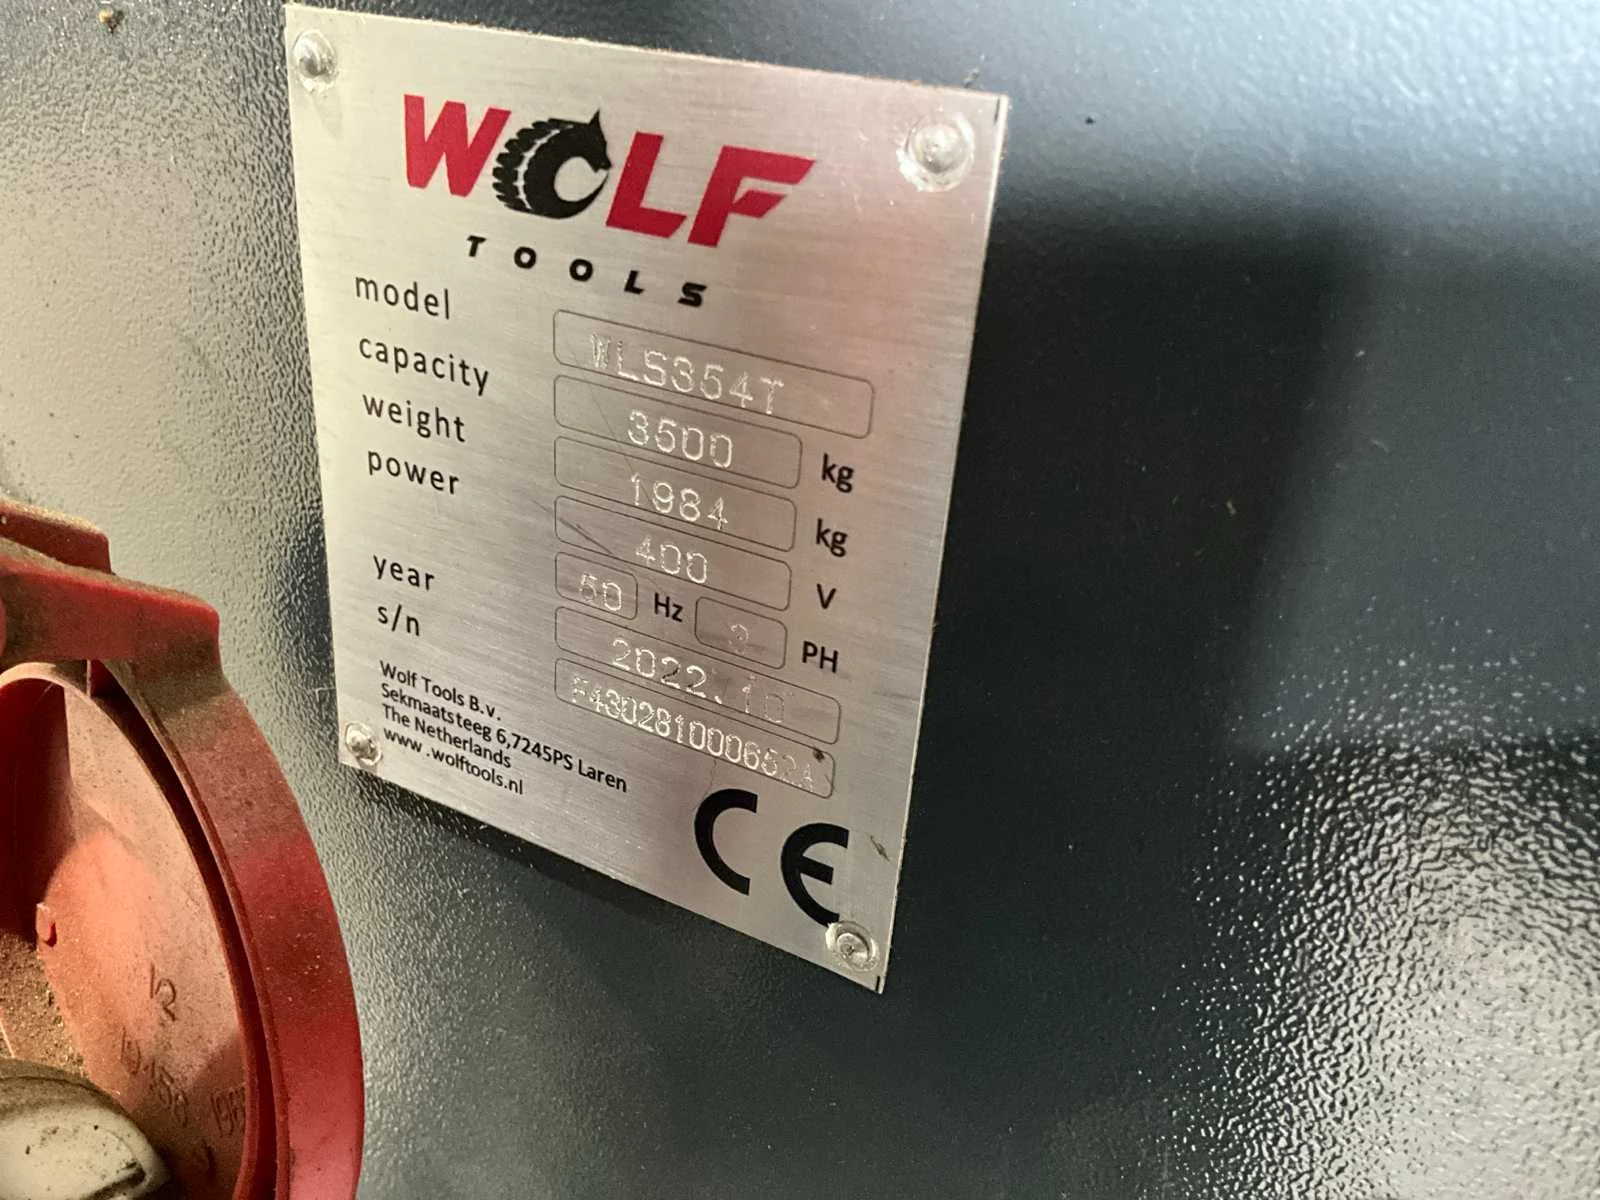 WOLF
TOOLS
model WLS354T
capacity 3500 kg
weight 1984 kg
power 400 V
50 Hz 3 PH
year 2022.10
s/n
Wolf Tools B.v.
Sekmaatsteeg 6,7245PS Laren
The Netherlands
www.wolftools.nl
CE